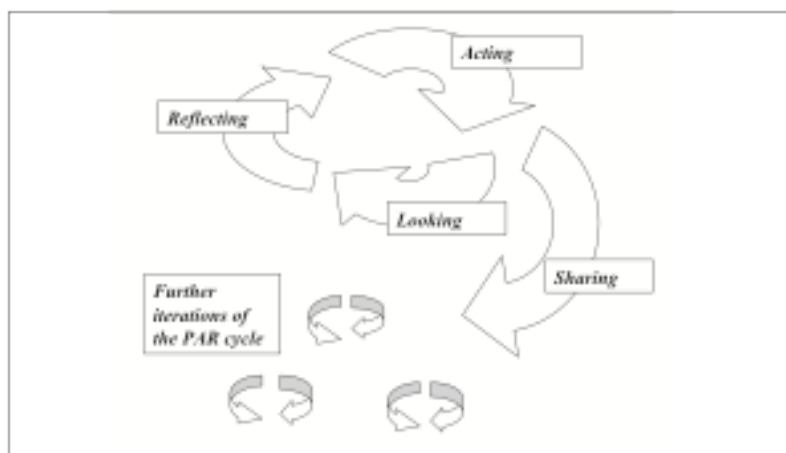 Acting
Reflecting
Looking
Sharing
Further
iterations of
the PAR cycle